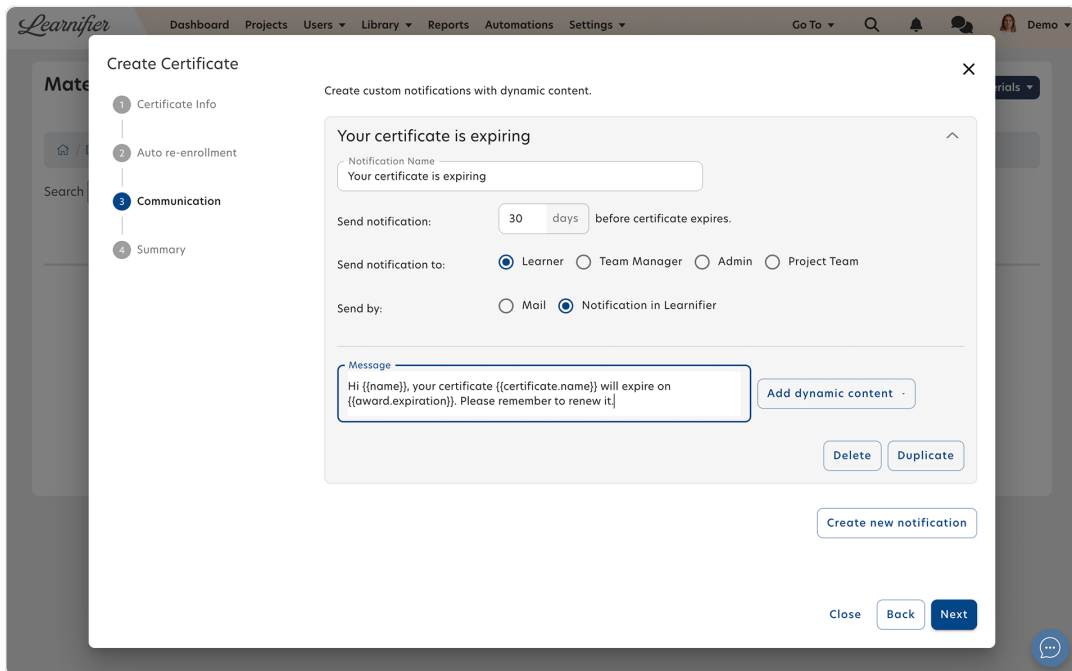 Learnifier
Dashboard Projects Users Library Reports Automations Settings Go To Demo
Create Certificate
1 Certificate Info
2 Auto re-enrollment
3 Communication
4 Summary
Mate
rials
/
Search
Create custom notifications with dynamic content.
Your certificate is expiring
Notification Name
Your certificate is expiring
Send notification: 30 days before certificate expires.
Send notification to: Learner Team Manager Admin Project Team
Send by: Mail Notification in Learnifier
Message
Hi {{name}}, your certificate {{certificate.name}} will expire on
{{award.expiration}}. Please remember to renew it.
Add dynamic content -
Delete Duplicate
Create new notification
Close Back Next